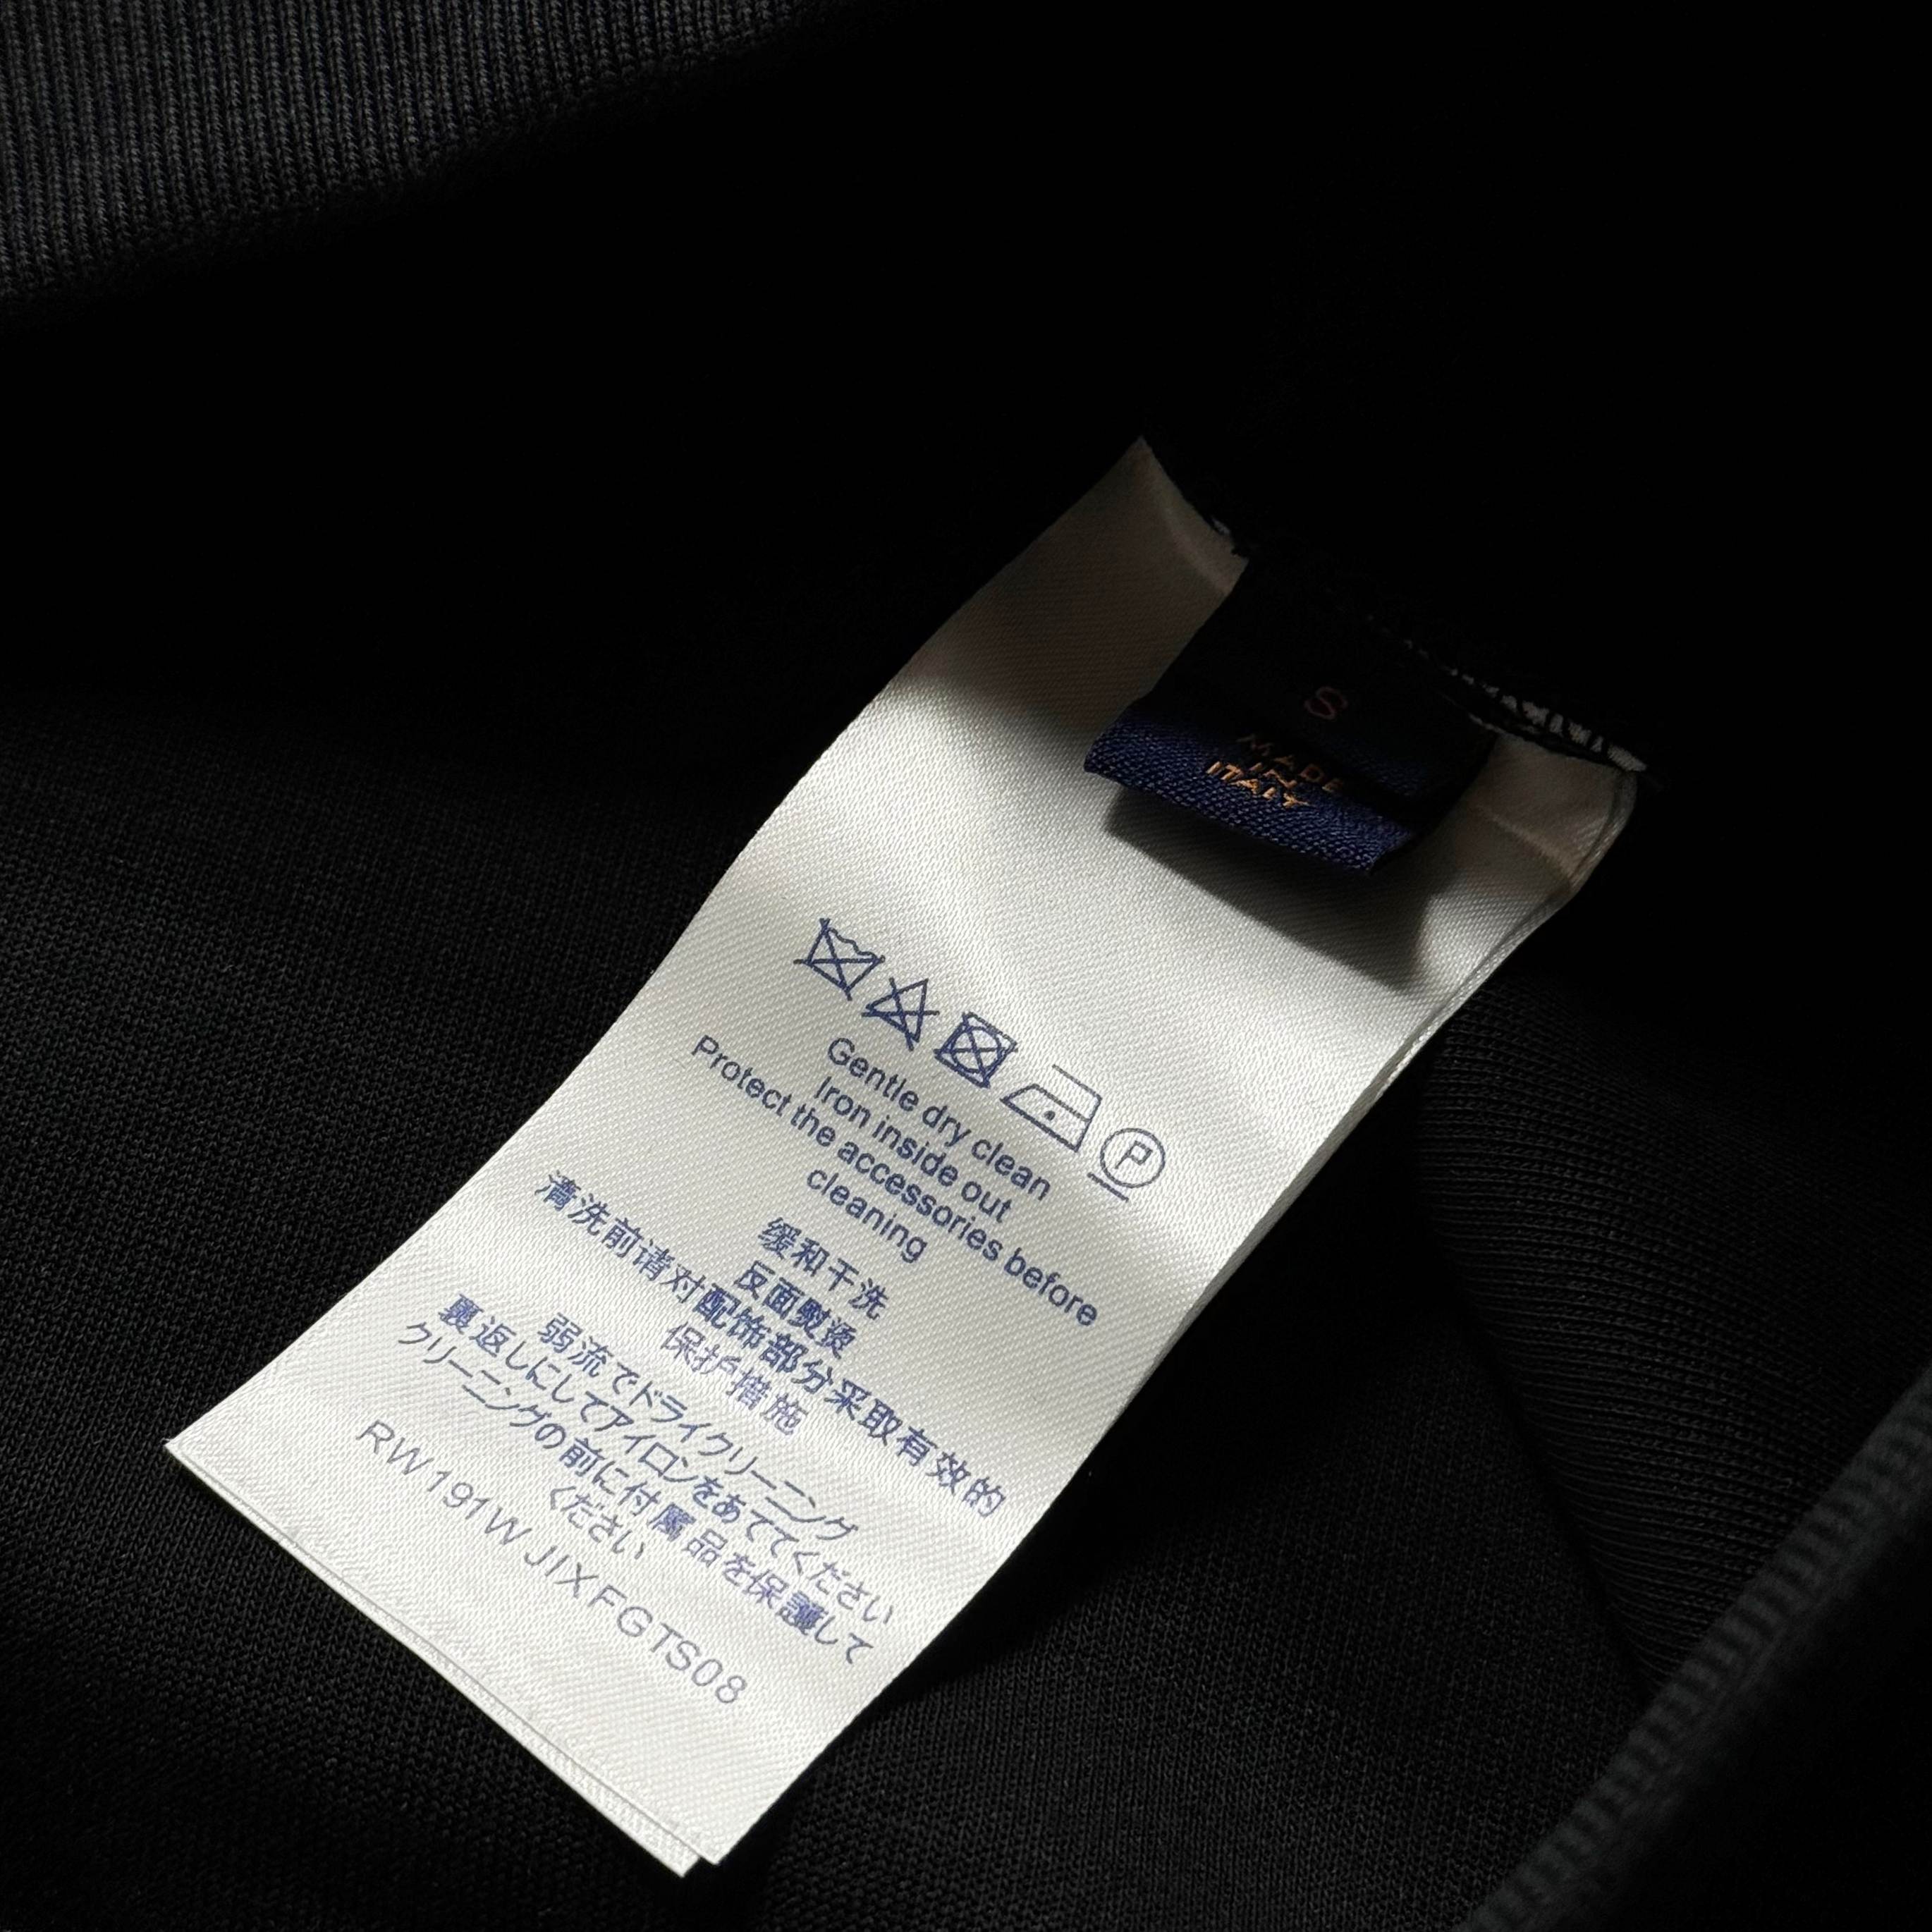 S
MADE
IN
ITALY
P
Gentle dry clean
Iron inside out
Protect the accessories before
cleaning
缓和干洗
反面熨烫
清洗前请对配饰部分采取有效的
保护措施
弱流でドライクリーニング
裏返しにしてアイロンをあててください
クリーニングの前に付属品を保護して
ください
RW191W JIX FGTS08